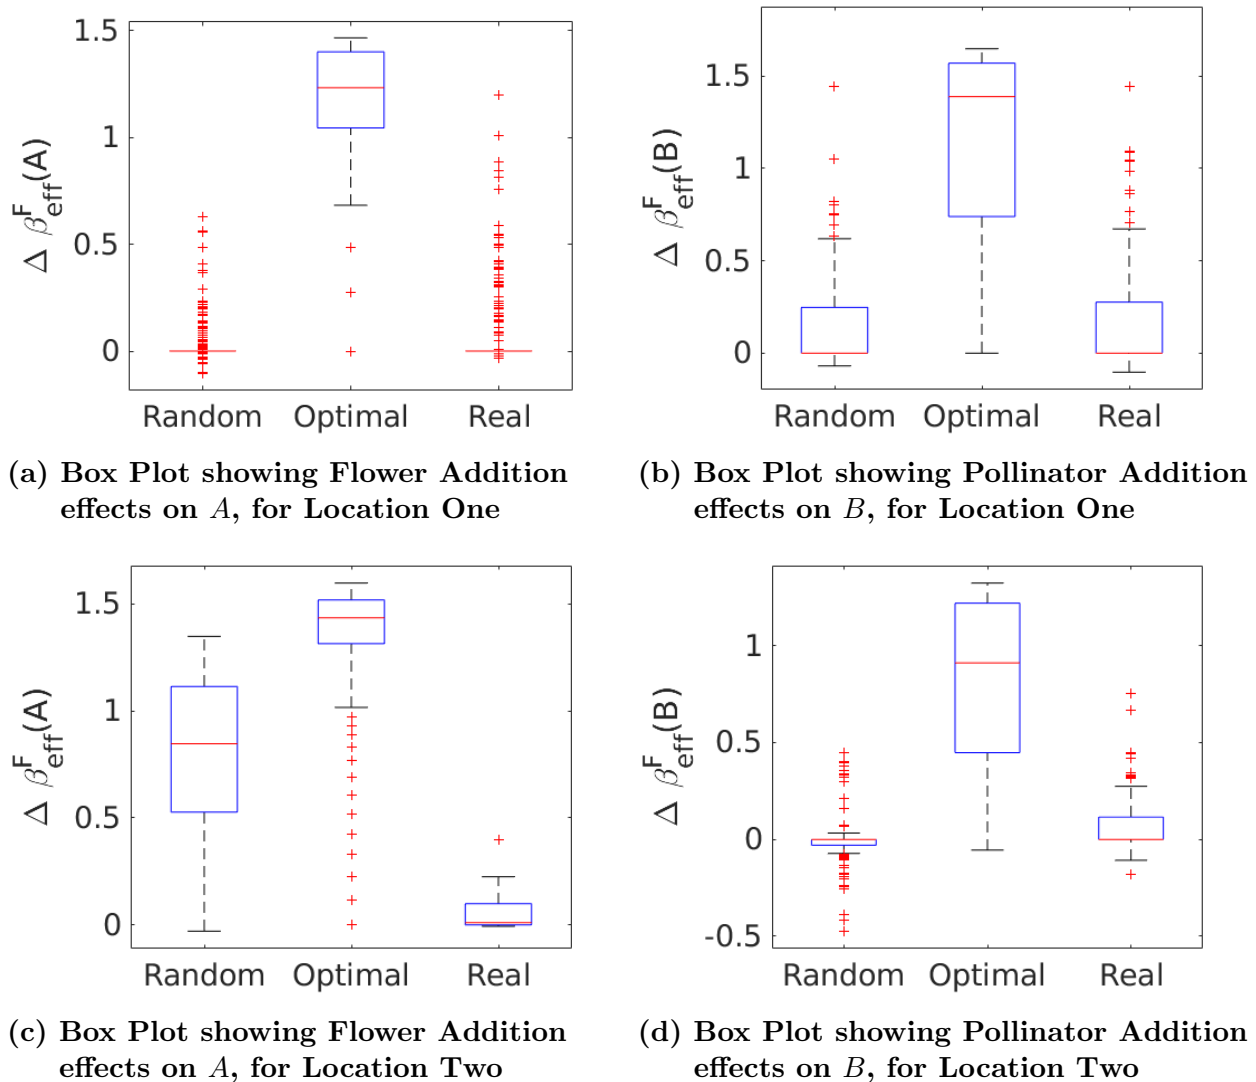 1.5
1
0.5
0
Δ β^F_eff(A)
Random Optimal Real
(a) Box Plot showing Flower Addition
effects on A, for Location One
1.5
1
0.5
0
Δ β^F_eff(B)
Random Optimal Real
(b) Box Plot showing Pollinator Addition
effects on B, for Location One
1.5
1
0.5
0
Δ β^F_eff(A)
Random Optimal Real
(c) Box Plot showing Flower Addition
effects on A, for Location Two
1
0.5
0
-0.5
Δ β^F_eff(B)
Random Optimal Real
(d) Box Plot showing Pollinator Addition
effects on B, for Location Two